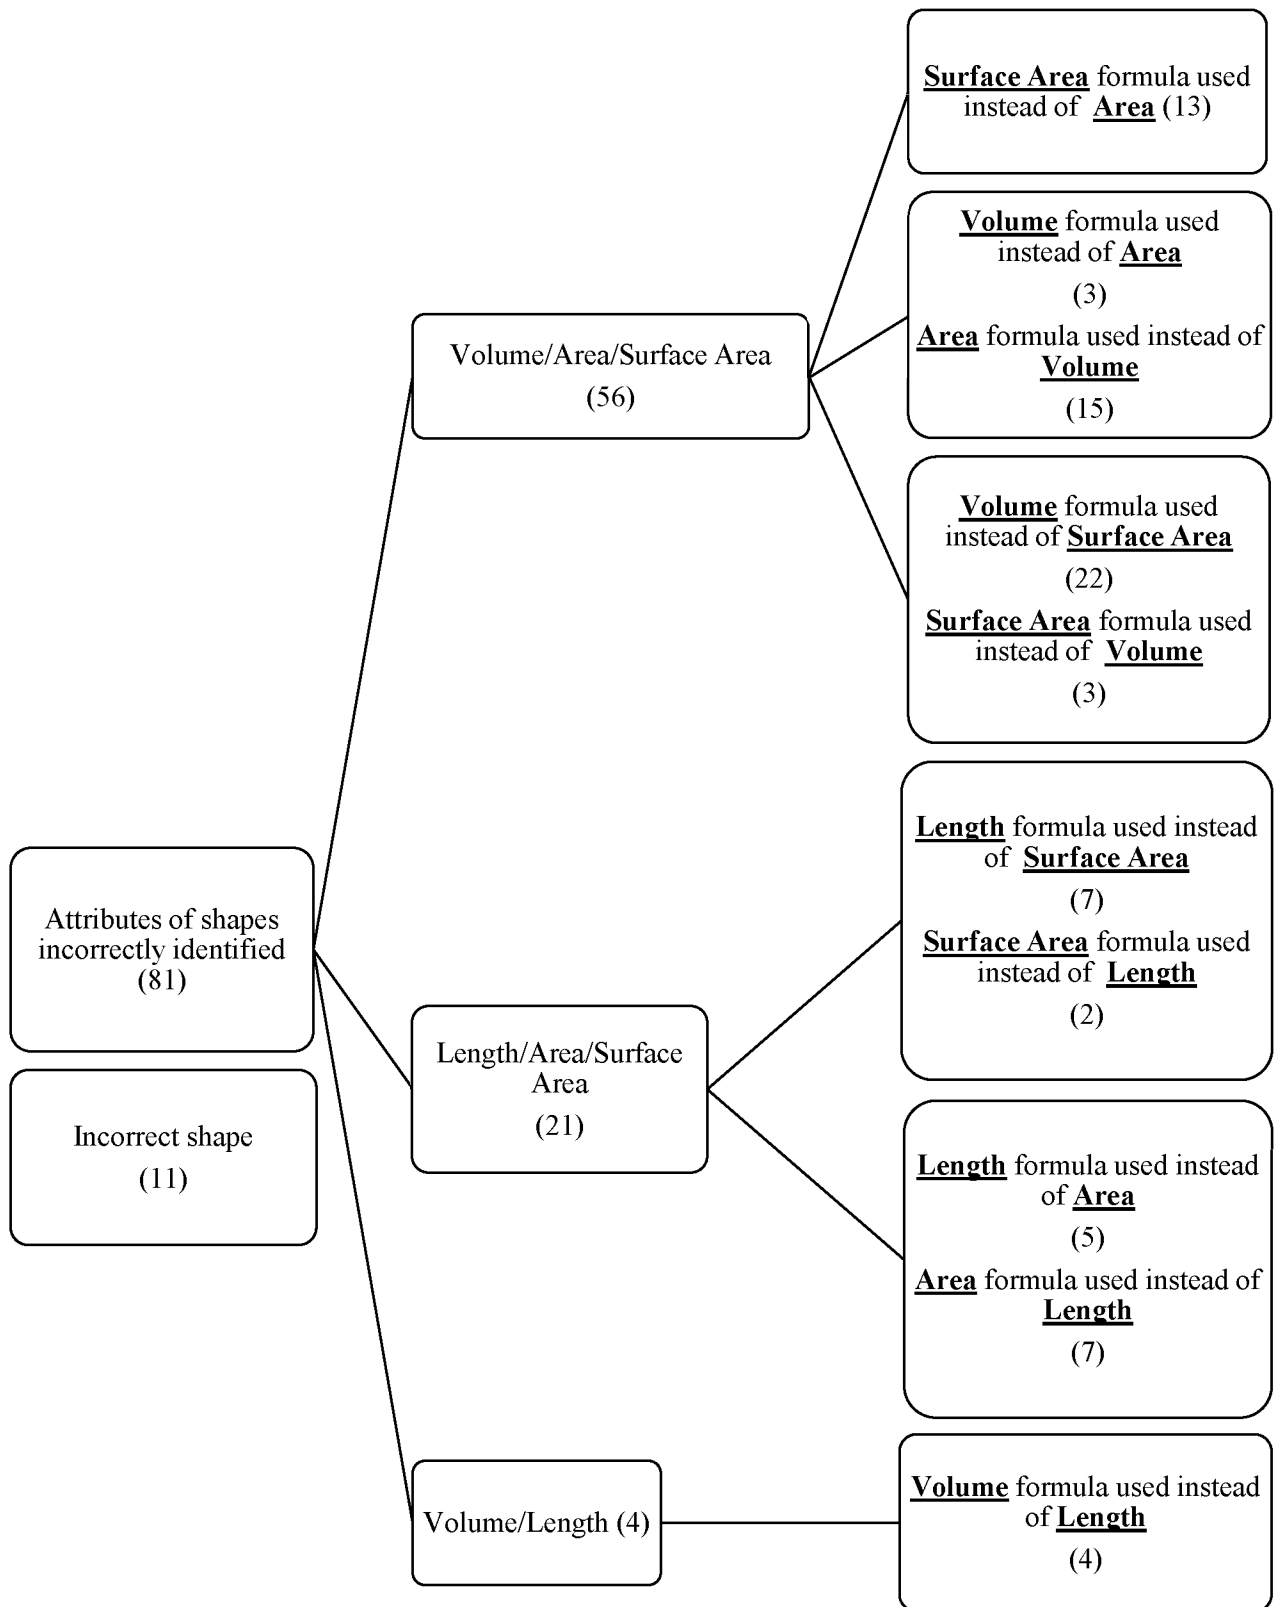 Surface Area formula used
instead of Area (13)
Volume formula used
instead of Area
(3)
Area formula used instead of
Volume
(15)
Volume/Area/Surface Area
(56)
Volume formula used
instead of Surface Area
(22)
Surface Area formula used
instead of Volume
(3)
Attributes of shapes
incorrectly identified
(81)
Incorrect shape
(11)
Length/Area/Surface
Area
(21)
Length formula used instead
of Surface Area
(7)
Surface Area formula used
instead of Length
(2)
Length formula used instead
of Area
(5)
Area formula used instead of
Length
(7)
Volume/Length (4)
Volume formula used instead
of Length
(4)